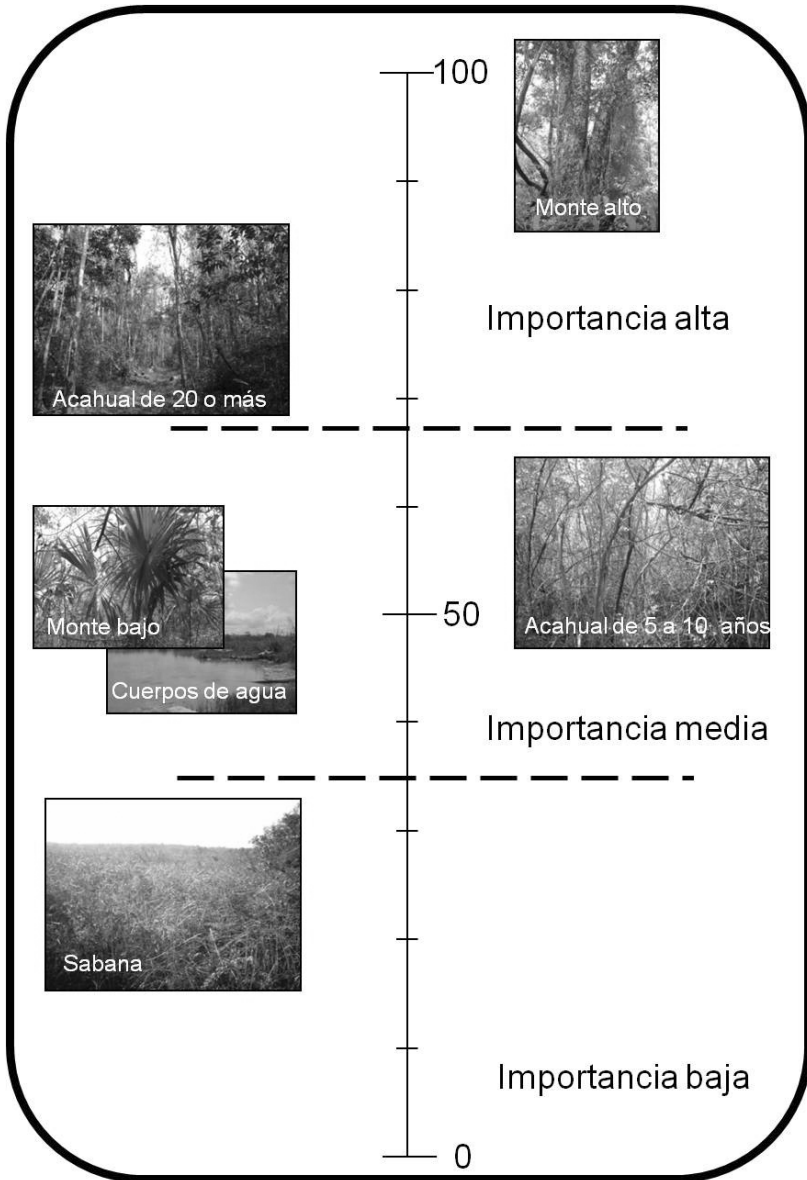 100
Monte alto
Importancia alta
Acahual de 20 o más
Monte bajo
50
Acahual de 5 a 10 años
Cuerpos de agua
Importancia media
Sabana
Importancia baja
0